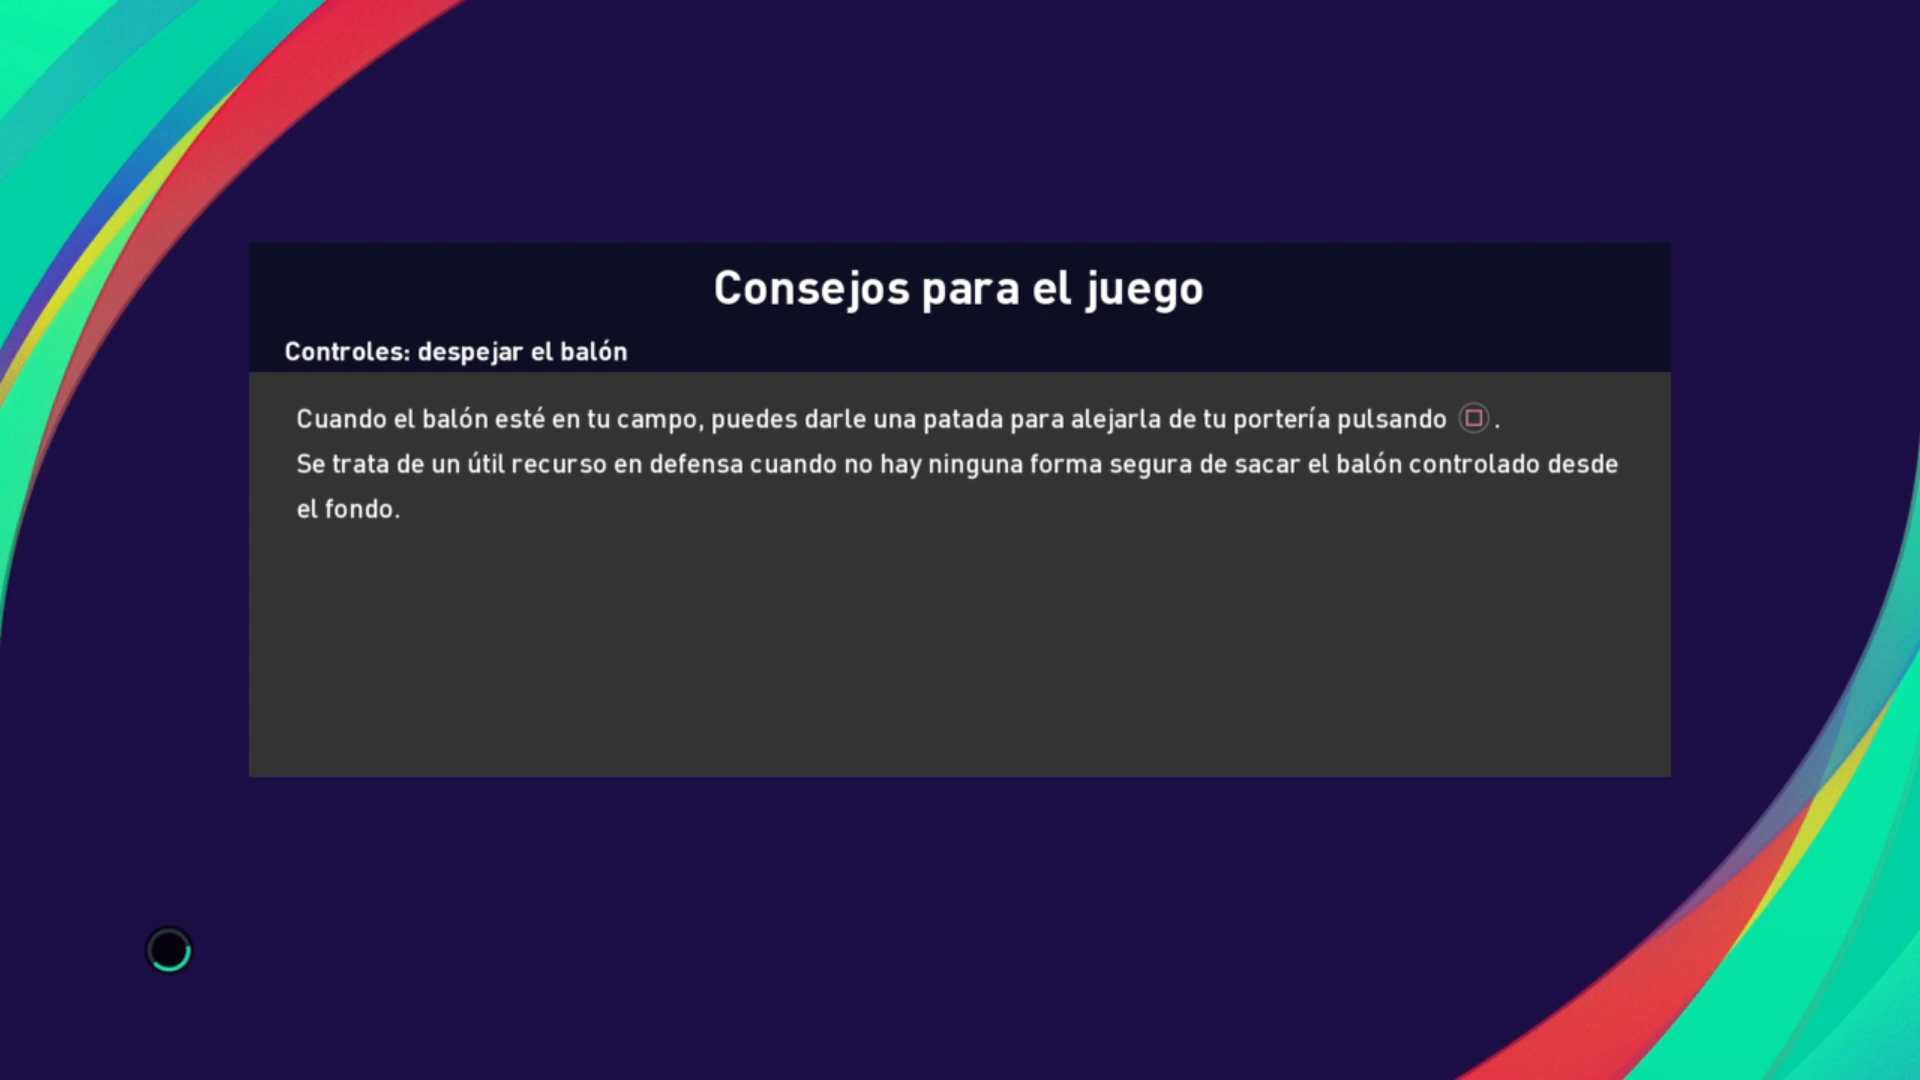 Consejos para el juego
Controles: despejar el balón
Cuando el balón esté en tu campo, puedes darle una patada para alejarla de tu portería pulsando .
Se trata de un útil recurso en defensa cuando no hay ninguna forma segura de sacar el balón controlado desde
el fondo.